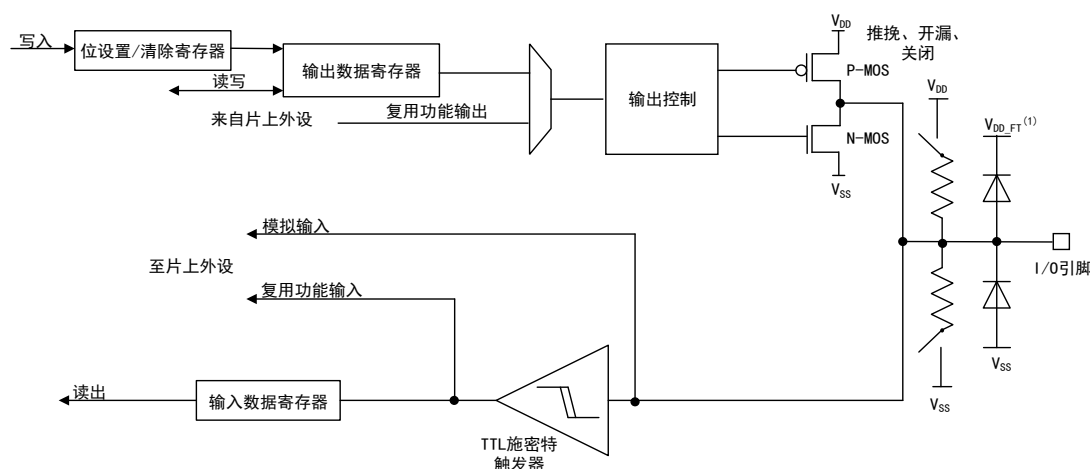 写入
位设置/清除寄存器
读写
输出数据寄存器
来自片上外设
复用功能输出
输出控制
VDD
推挽、开漏、
关闭
P-MOS
N-MOS
VSS
VDD
VDD_FT(1)
I/O引脚
VSS
VSS
模拟输入
至片上外设
复用功能输入
读出
输入数据寄存器
TTL施密特
触发器